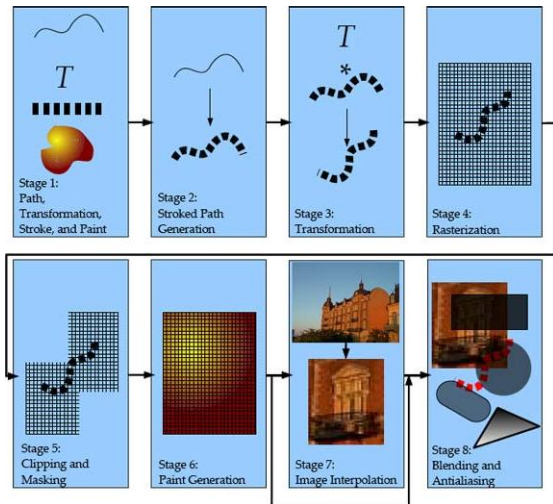 T
Stage 1:
Path,
Transformation,
Stroke, and Paint
Stage 2:
Stroked Path
Generation
T
*
Stage 3:
Transformation
Stage 4:
Rasterization
Stage 5:
Clipping and
Masking
Stage 6:
Paint Generation
Stage 7:
Image Interpolation
Stage 8:
Blending and
Antialiasing